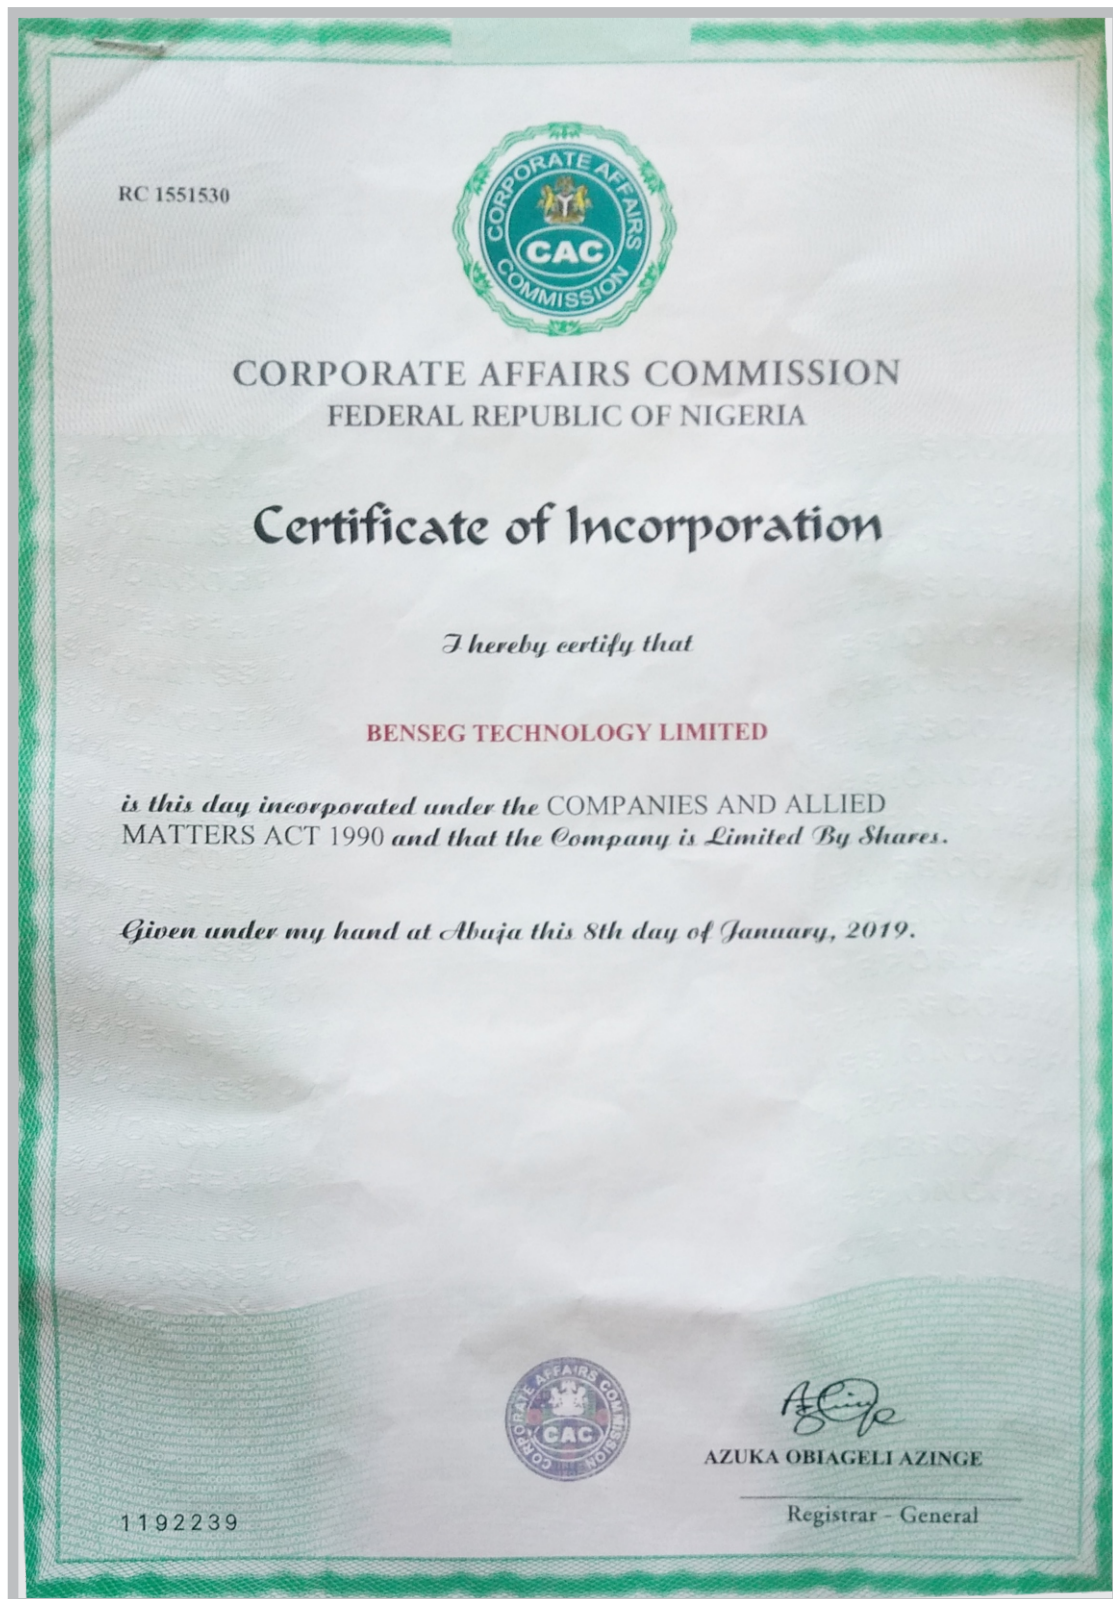 RC 1551530
CORPORATE AFFAIRS
CAC
COMMISSION
CORPORATE AFFAIRS COMMISSION
FEDERAL REPUBLIC OF NIGERIA
Certificate of Incorporation
I hereby certify that
BENSEG TECHNOLOGY LIMITED
is this day incorporated under the COMPANIES AND ALLIED
MATTERS ACT 1990 and that the Company is Limited By Shares.
Given under my hand at Abuja this 8th day of January, 2019.
CORPORATE AFFAIRS COMMISSION
CAC
AZUKA OBIAGELI AZINGE
Registrar - General
1192239